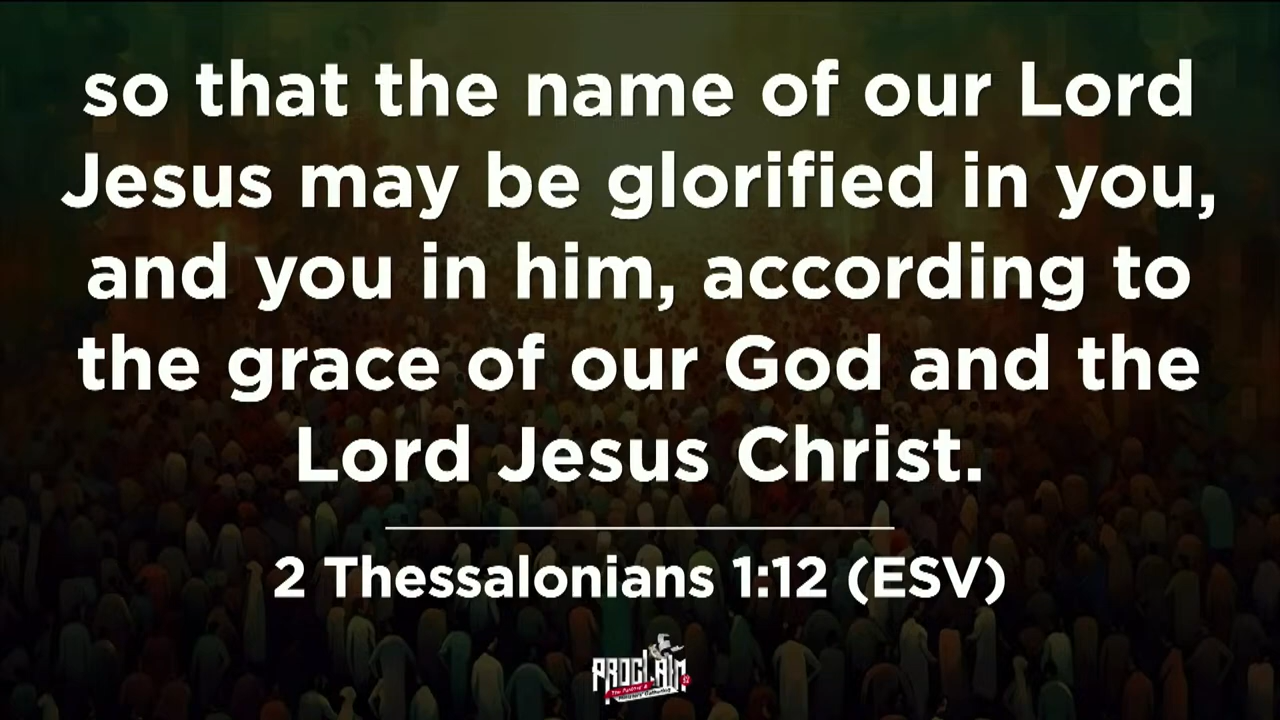 so that the name of our Lord
Jesus may be glorified in you,
and you in him, according to
the grace of our God and the
Lord Jesus Christ.
2 Thessalonians 1:12 (ESV)
PROCLAIM